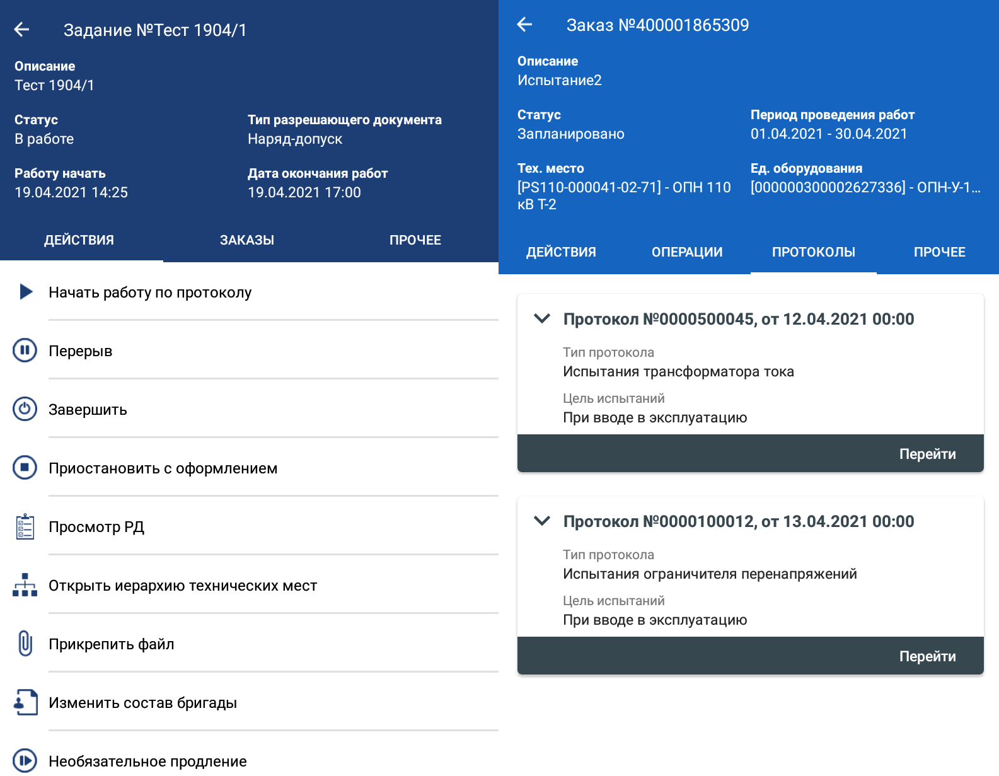 Задание №Тест 1904/1
Описание
Тест 1904/1
Статус
В работе
Тип разрешающего документа
Наряд-допуск
Работу начать
19.04.2021 14:25
Дата окончания работ
19.04.2021 17:00
ДЕЙСТВИЯ
ЗАКАЗЫ
ПРОЧЕЕ
Начать работу по протоколу
Перерыв
Завершить
Приостановить с оформлением
Просмотр РД
Открыть иерархию технических мест
Прикрепить файл
Изменить состав бригады
Необязательное продление
Заказ №400001865309
Описание
Испытание2
Статус
Запланировано
Период проведения работ
01.04.2021 - 30.04.2021
Тех. место
[PS110-000041-02-71] - ОПН 110
кВ Т-2
Ед. оборудования
[000000300002627336] - ОПН-У-1...
ДЕЙСТВИЯ
ОПЕРАЦИИ
ПРОТОКОЛЫ
ПРОЧЕЕ
Протокол №0000500045, от 12.04.2021 00:00
Тип протокола
Испытания трансформатора тока
Цель испытаний
При вводе в эксплуатацию
Перейти
Протокол №0000100012, от 13.04.2021 00:00
Тип протокола
Испытания ограничителя перенапряжений
Цель испытаний
При вводе в эксплуатацию
Перейти